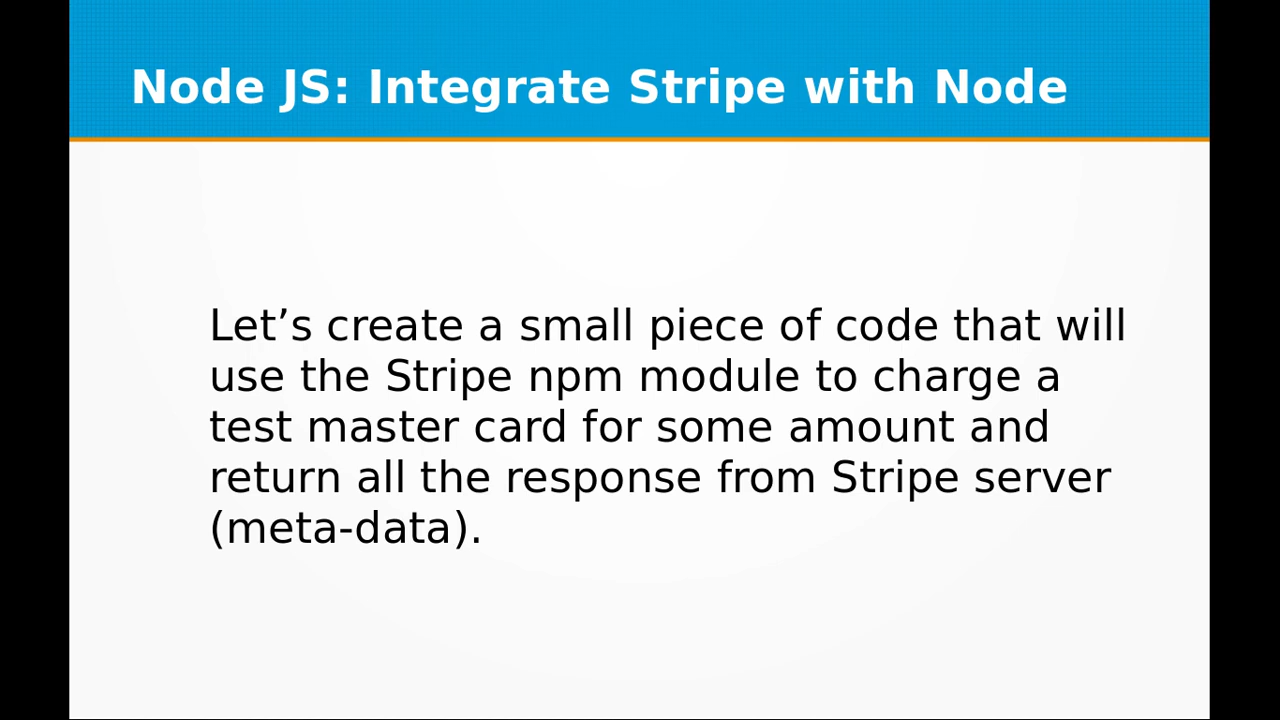 Node JS: Integrate Stripe with Node
Let’s create a small piece of code that will
use the Stripe npm module to charge a
test master card for some amount and
return all the response from Stripe server
(meta-data).